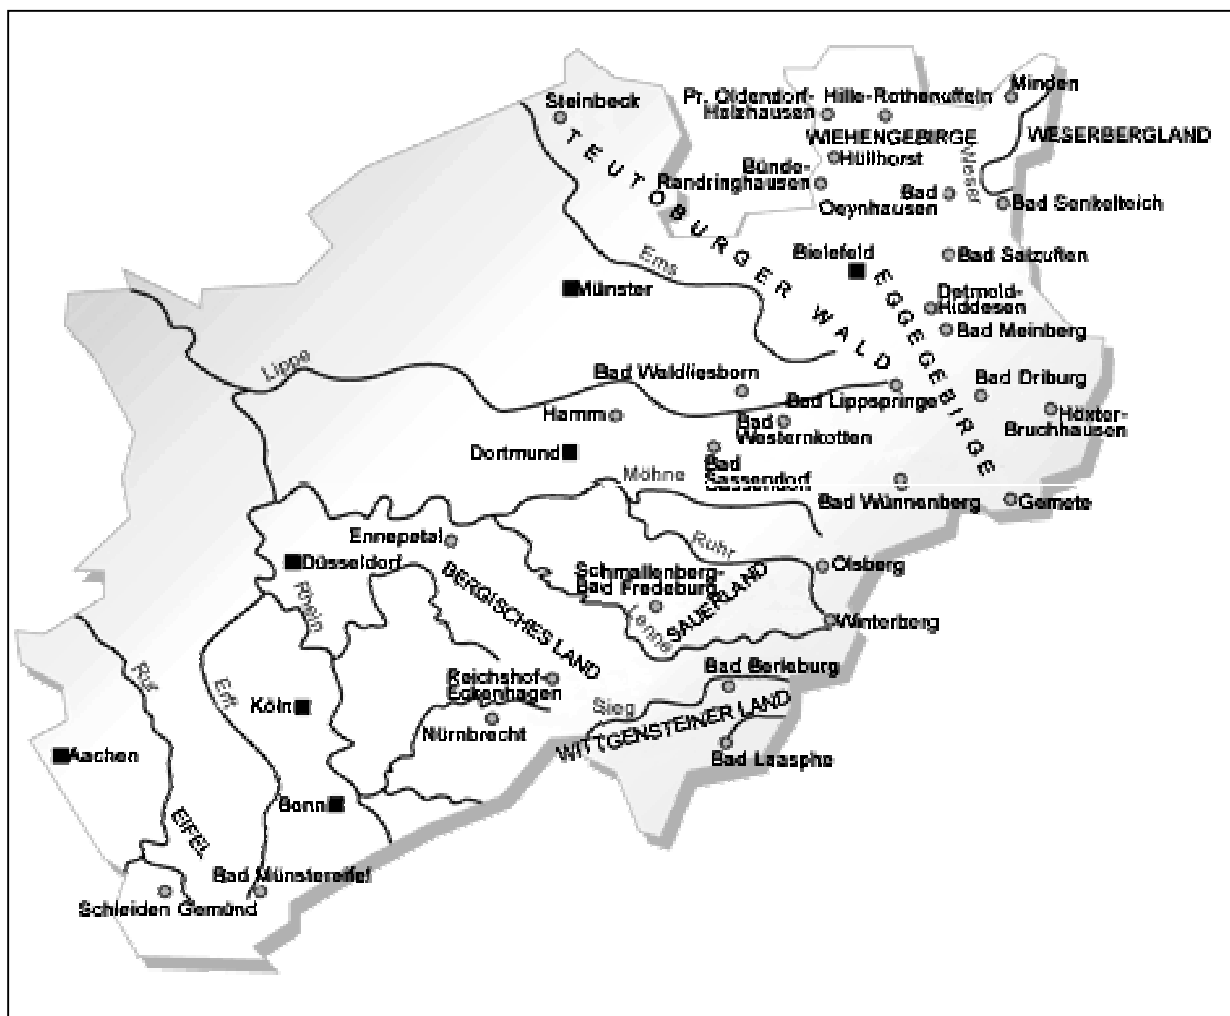 Steinbeck
Pr. Oldendorf-
Holzhausen
Hille-Rothenuffeln
Minden
WIEHENGEBIRGE
WESERBERGLAND
Hüllhorst
Weser
Bünde-
Randringhausen
Bad
Oeynhausen
Bad Senkelteich
TEUTOBURGER WALD
Ems
Bielefeld
Bad Salzuflen
EGGEGEBIRGE
Münster
Detmold-
Hiddesen
Bad Meinberg
Lippe
Bad Waldliesborn
Bad Driburg
Bad Lippspringe
Hamm
Bad
Westernkotten
Höxter-
Bruchhausen
Dortmund
Bad
Sassendorf
Möhne
Bad Wünnenberg
Germete
Ennepetal
Ruhr
Düsseldorf
Olsberg
Schmallenberg-
Bad Fredeburg
BERGISCHES LAND
SAUERLAND
Rhein
Lenne
Winterberg
Rur
Erft
Reichshof-
Eckenhagen
Bad Berleburg
Köln
Sieg
Nürnbrecht
WITTGENSTEINER LAND
Aachen
Bad Laasphe
Bonn
EIFEL
Bad Münstereifel
Schleiden Gemünd